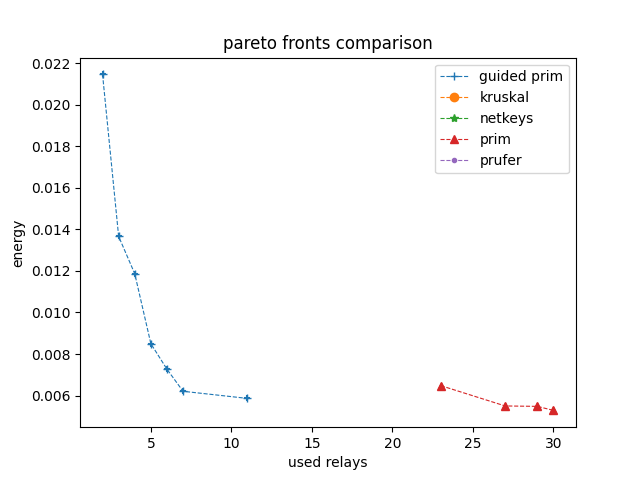 pareto fronts comparison
0.022
0.020
0.018
0.016
0.014
0.012
0.010
0.008
0.006
energy
guided prim
kruskal
netkeys
prim
prufer
5 10 15 20 25 30
used relays